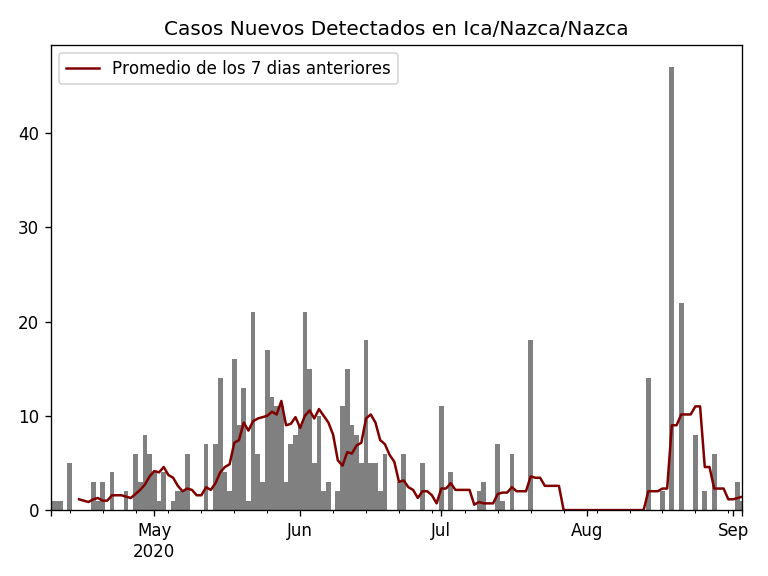 Casos Nuevos Detectados en Ica/Nazca/Nazca
Promedio de los 7 dias anteriores
40
30
20
10
0
May Jun Jul Aug Sep
2020